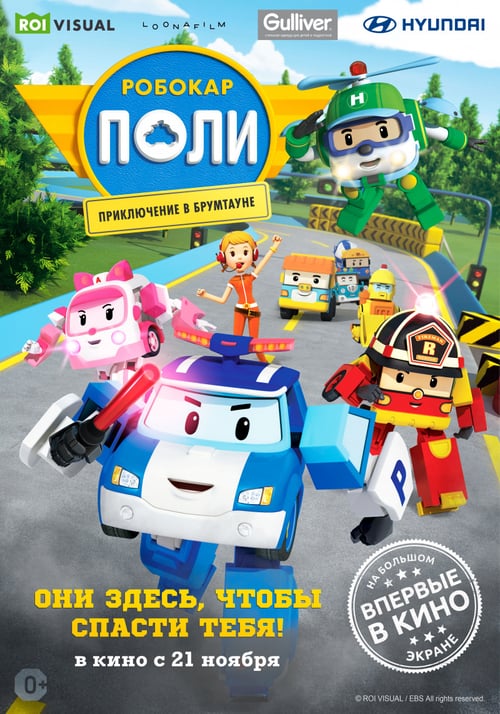 ROI VISUAL
LOONAFILM
Gulliver
HYUNDAI
РОБОКАР
ПОЛИ
ПРИКЛЮЧЕНИЕ В БРУМТАУНЕ
H
A
FIREMAN
R
P
ОНИ ЗДЕСЬ, ЧТОБЫ
СПАСТИ ТЕБЯ!
в кино с 21 ноября
НА БОЛЬШОМ
ВПЕРВЫЕ
В КИНО
ЭКРАНЕ
0+
© ROI VISUAL / EBS All rights reserved.